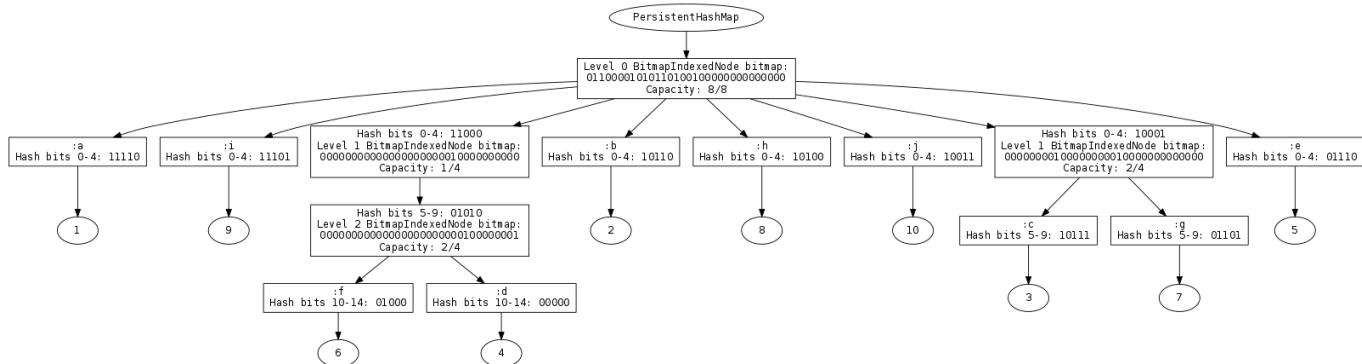 PersistentHashMap
Level 0 BitmapIndexedNode bitmap:
01100001010110100100000000000000
Capacity: 8/8
:a
Hash bits 0-4: 11110
:i
Hash bits 0-4: 11101
Hash bits 0-4: 11000
Level 1 BitmapIndexedNode bitmap:
00000000000000000000010000000000
Capacity: 1/4
:b
Hash bits 0-4: 10110
:h
Hash bits 0-4: 10100
:j
Hash bits 0-4: 10011
Hash bits 0-4: 10001
Level 1 BitmapIndexedNode bitmap:
00000000100000000010000000000000
Capacity: 2/4
:e
Hash bits 0-4: 01110
1
9
Hash bits 5-9: 01010
Level 2 BitmapIndexedNode bitmap:
00000000000000000000000100000001
Capacity: 2/4
2
8
10
:c
Hash bits 5-9: 10111
:g
Hash bits 5-9: 01101
5
:f
Hash bits 10-14: 01000
:d
Hash bits 10-14: 00000
3
7
6
4